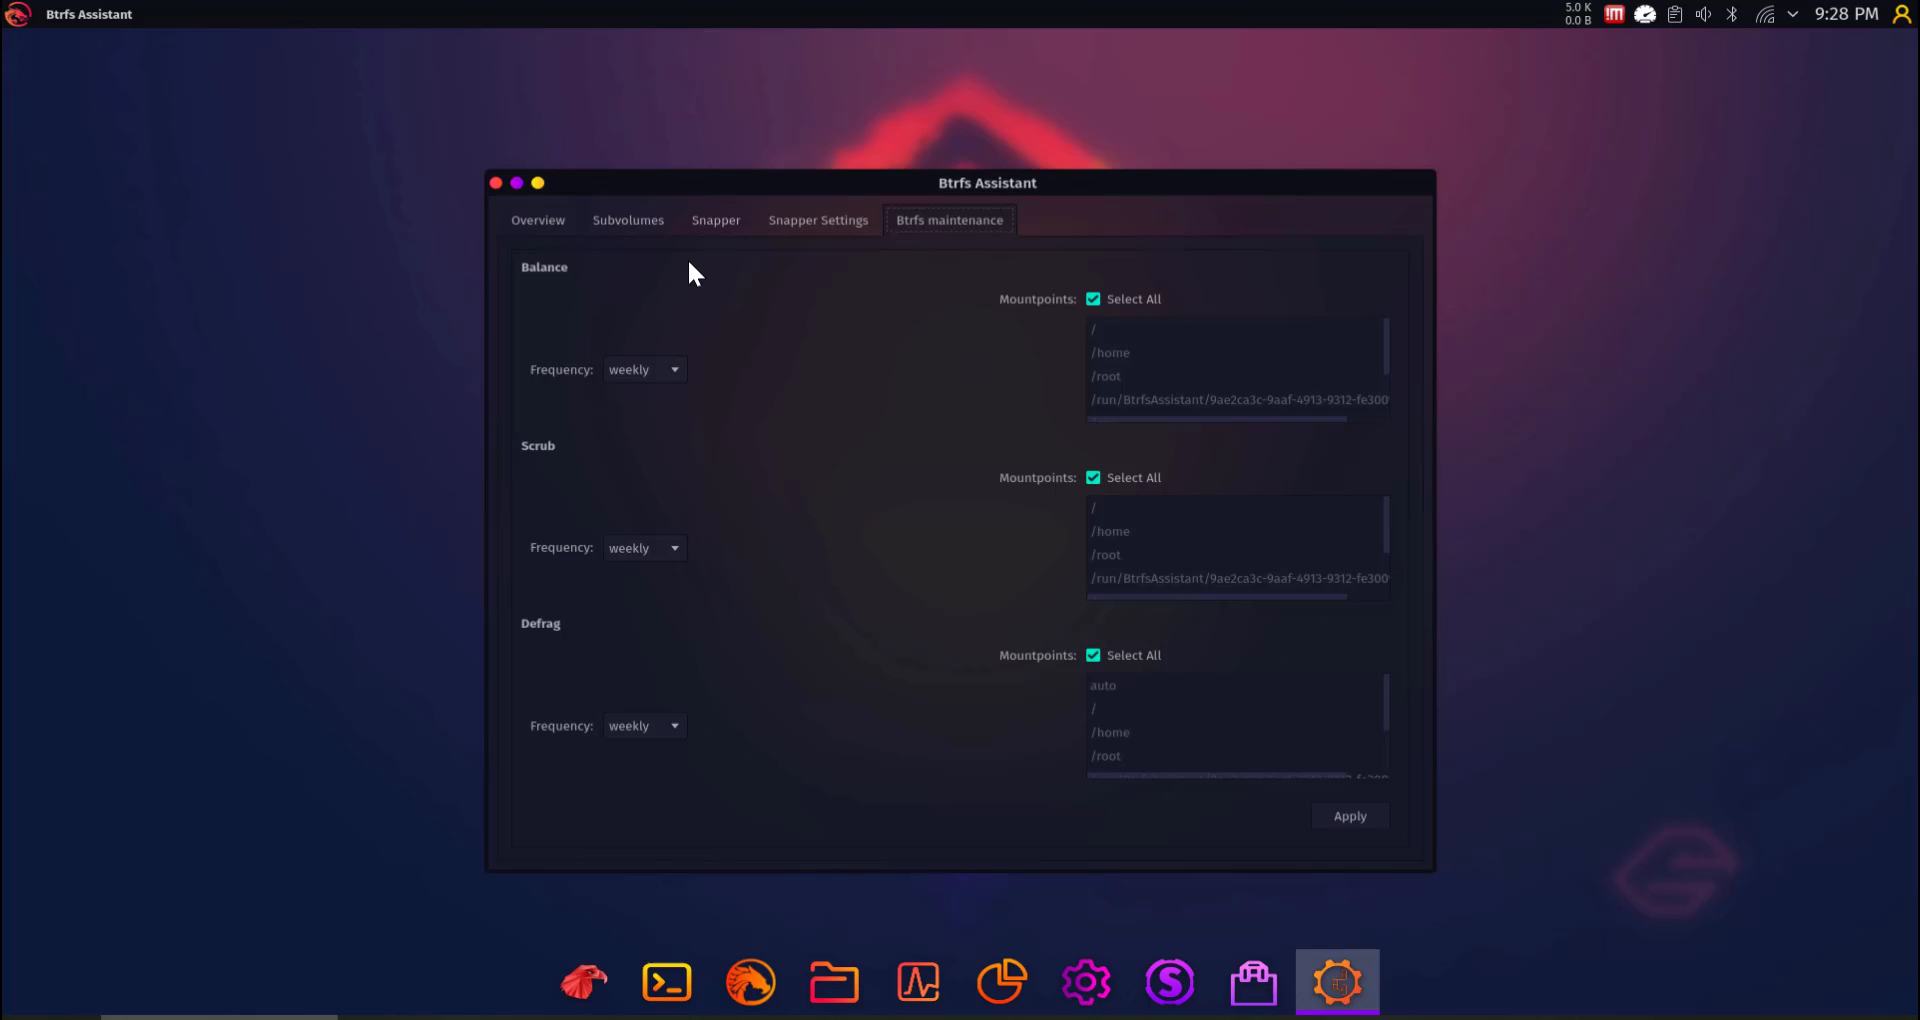 Btrfs Assistant
5.0 K
0.0 B
9:28 PM
Btrfs Assistant
Overview
Subvolumes
Snapper
Snapper Settings
Btrfs maintenance
Balance
Mountpoints:
Select All
/
/home
/root
/run/BtrfsAssistant/9ae2ca3c-9aaf-4913-9312-fe300
Frequency:
weekly
Scrub
Mountpoints:
Select All
/
/home
/root
/run/BtrfsAssistant/9ae2ca3c-9aaf-4913-9312-fe300
Frequency:
weekly
Defrag
Mountpoints:
Select All
auto
/
/home
/root
Frequency:
weekly
Apply